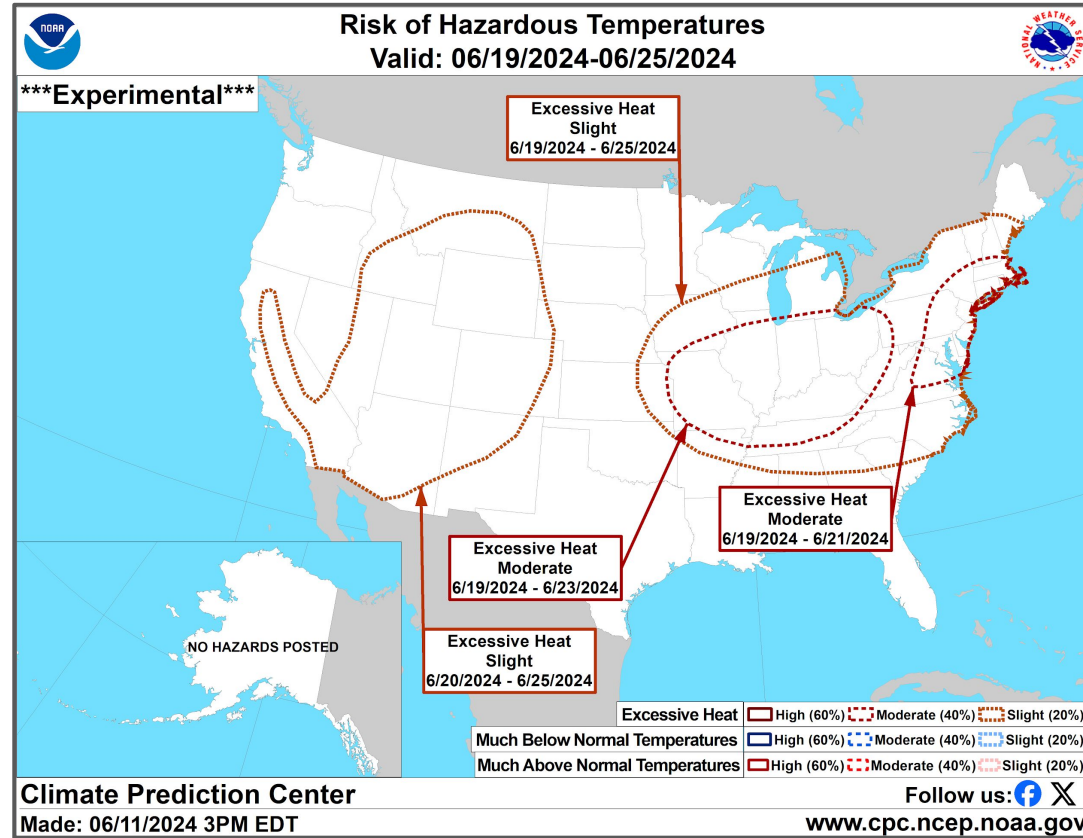 NOAA
Risk of Hazardous Temperatures
Valid: 06/19/2024-06/25/2024
NATIONAL WEATHER SERVICE
***Experimental***
Excessive Heat
Slight
6/19/2024 - 6/25/2024
Excessive Heat
Moderate
6/19/2024 - 6/21/2024
Excessive Heat
Moderate
6/19/2024 - 6/23/2024
Excessive Heat
Slight
6/20/2024 - 6/25/2024
NO HAZARDS POSTED
Excessive Heat High (60%) Moderate (40%) Slight (20%)
Much Below Normal Temperatures High (60%) Moderate (40%) Slight (20%)
Much Above Normal Temperatures High (60%) Moderate (40%) Slight (20%)
Climate Prediction Center
Follow us:
Made: 06/11/2024 3PM EDT
www.cpc.ncep.noaa.gov